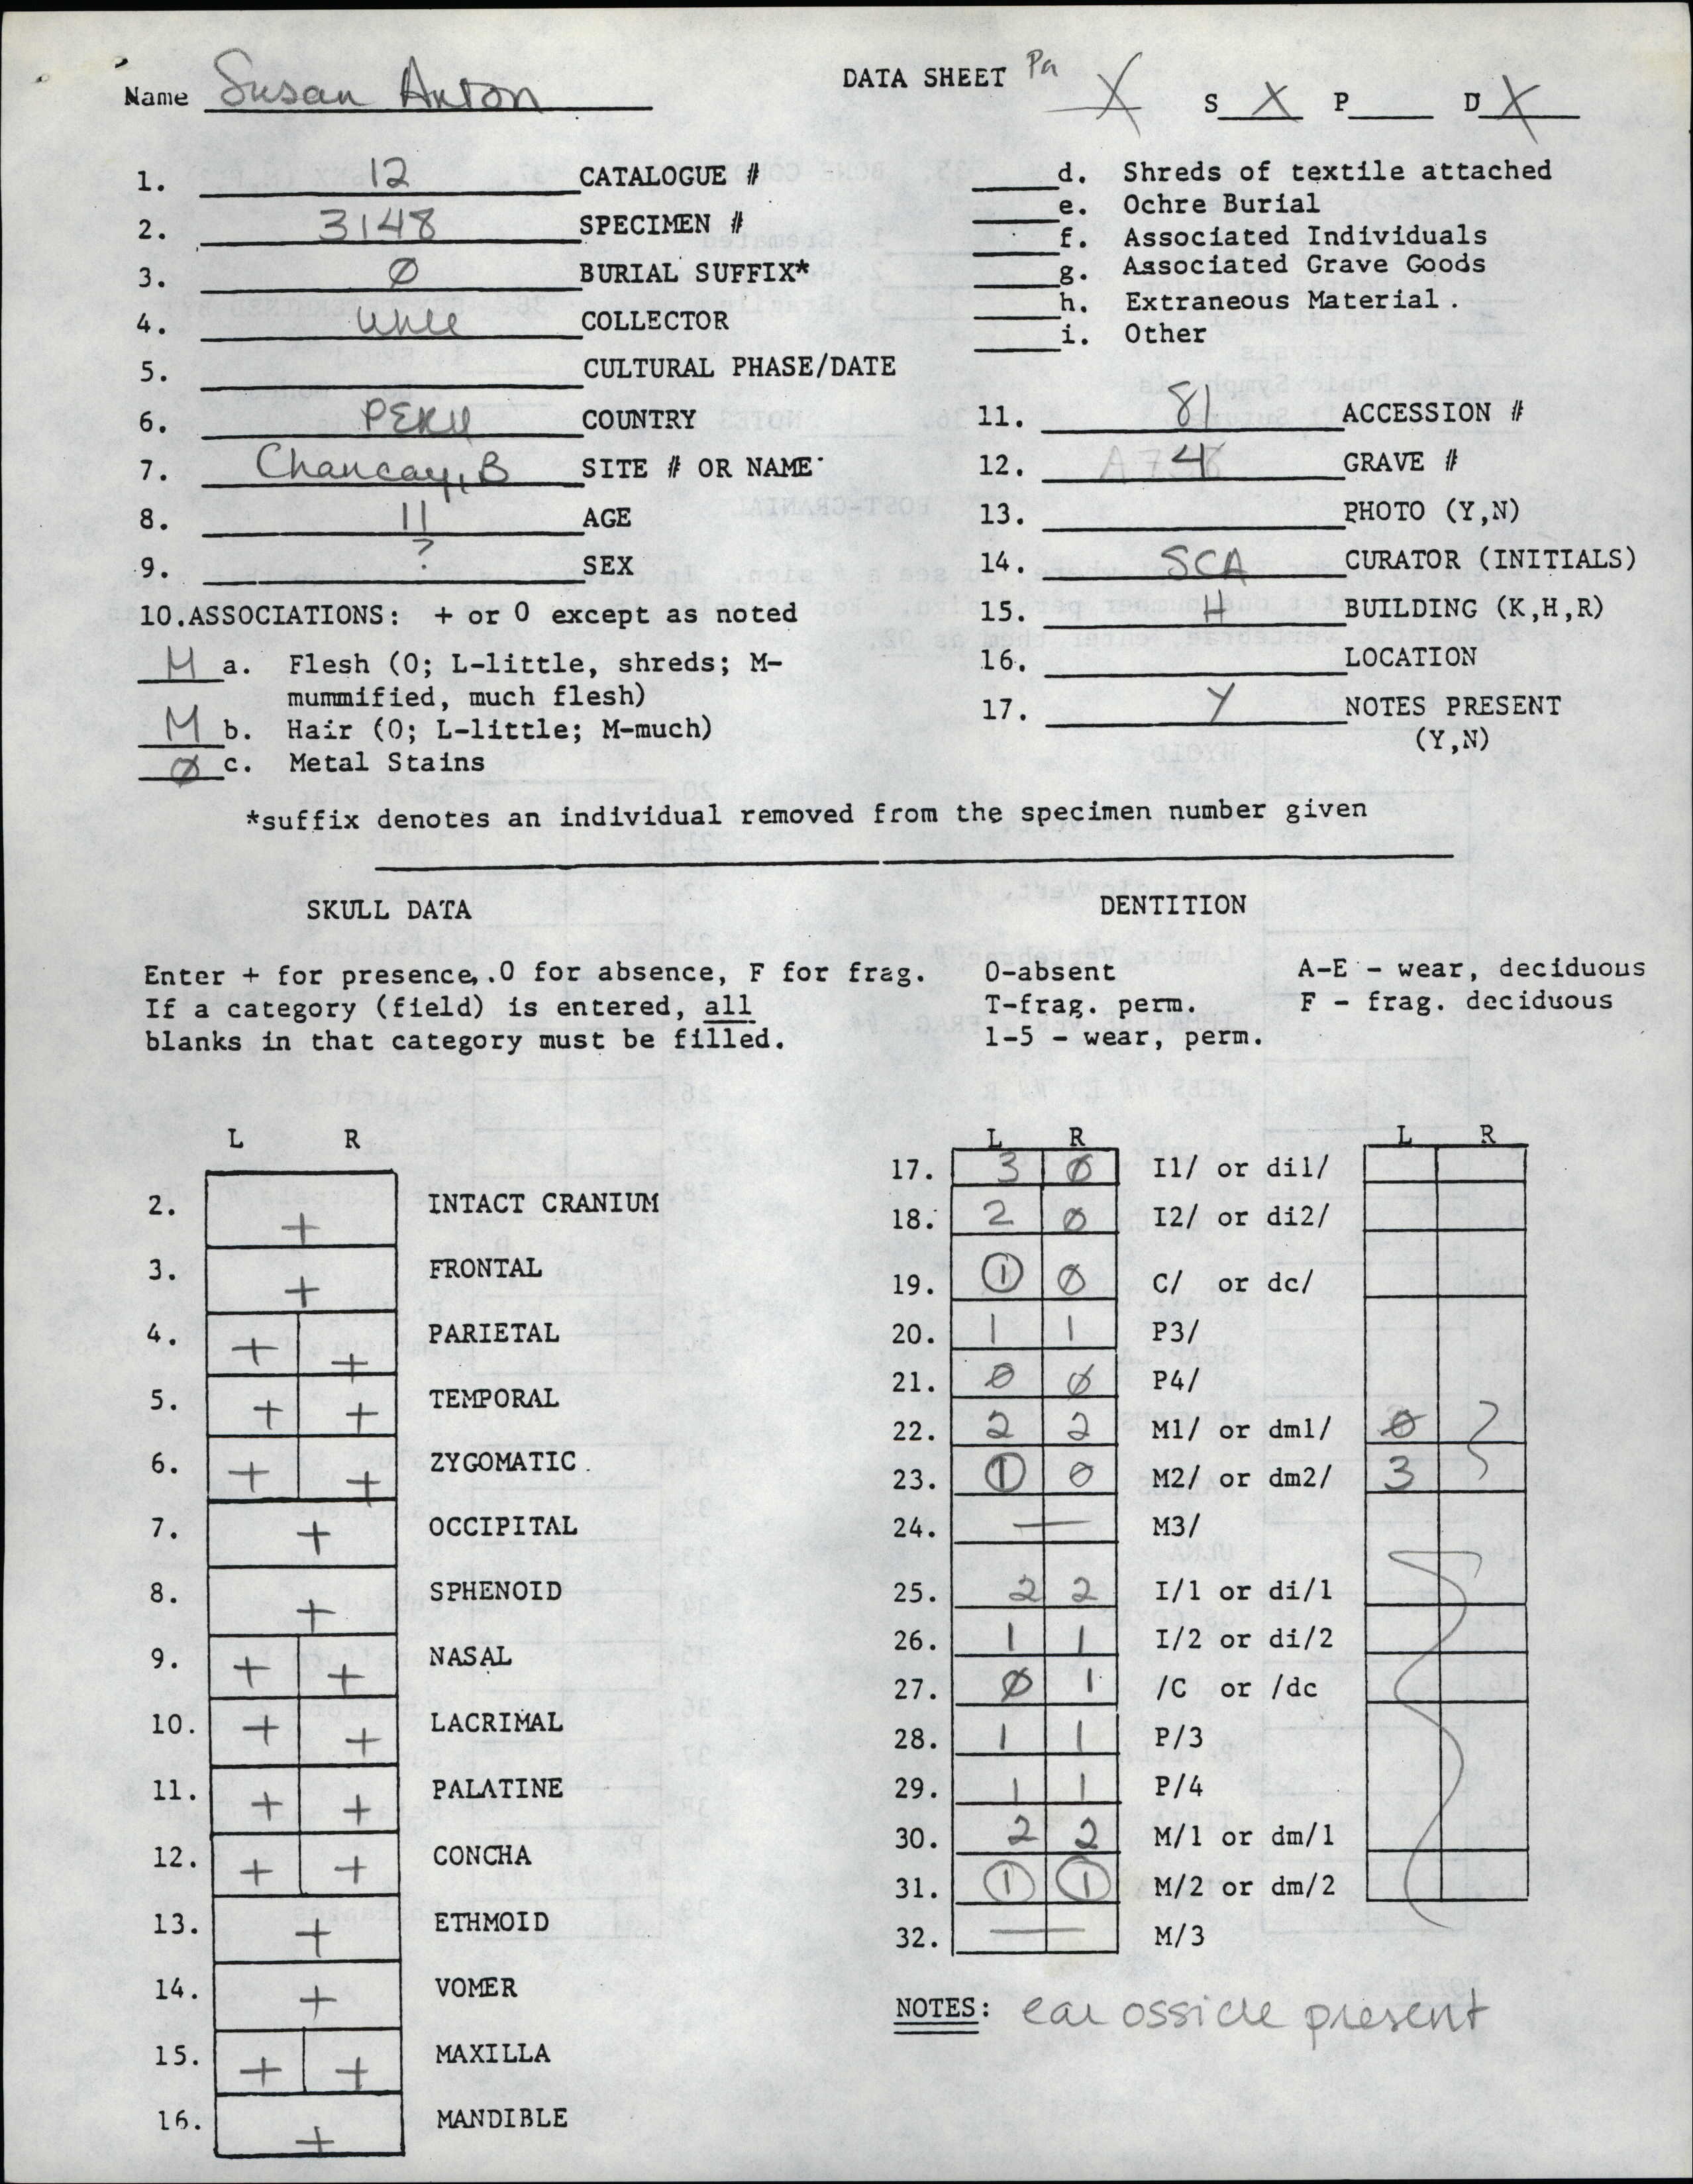 DATA SHEET Pa X S X P D X
Name Susan Anton
1. 12 CATALOGUE #
2. 3148 SPECIMEN #
3. Ø BURIAL SUFFIX*
4. Uhle COLLECTOR
5. CULTURAL PHASE/DATE
6. PERU COUNTRY
7. Chancay, B SITE # OR NAME
8. 11 AGE
9. ? SEX
10.ASSOCIATIONS: + or 0 except as noted
M a. Flesh (0; L-little, shreds; M-
mummified, much flesh)
M b. Hair (0; L-little; M-much)
Ø c. Metal Stains
d. Shreds of textile attached
e. Ochre Burial
f. Associated Individuals
g. Associated Grave Goods
h. Extraneous Material.
i. Other
11. 81 ACCESSION #
12. 4 GRAVE #
13. PHOTO (Y,N)
14. SCA CURATOR (INITIALS)
15. H BUILDING (K,H,R)
16. LOCATION
17. Y NOTES PRESENT
(Y,N)
*suffix denotes an individual removed from the specimen number given
SKULL DATA
Enter + for presence, 0 for absence, F for frag.
If a category (field) is entered, all
blanks in that category must be filled.
L R
2. + INTACT CRANIUM
3. + FRONTAL
4. + + PARIETAL
5. + + TEMPORAL
6. + + ZYGOMATIC
7. + OCCIPITAL
8. + SPHENOID
9. + + NASAL
10. + + LACRIMAL
11. + + PALATINE
12. + + CONCHA
13. + ETHMOID
14. + VOMER
15. + + MAXILLA
16. + MANDIBLE
DENTITION
0-absent A-E - wear, deciduous
T-frag. perm. F - frag. deciduous
1-5 - wear, perm.
L R L R
17. 3 Ø I1/ or di1/
18. 2 Ø I2/ or di2/
19. 1 Ø C/ or dc/
20. 1 1 P3/
21. Ø Ø P4/
22. 2 2 M1/ or dm1/ Ø
23. 1 0 M2/ or dm2/ 3
24. — M3/
25. 2 2 I/1 or di/1
26. 1 1 I/2 or di/2
27. Ø 1 /C or /dc
28. 1 1 P/3
29. 1 1 P/4
30. 2 2 M/1 or dm/1
31. 1 1 M/2 or dm/2
32. — M/3
NOTES: ear ossicle present